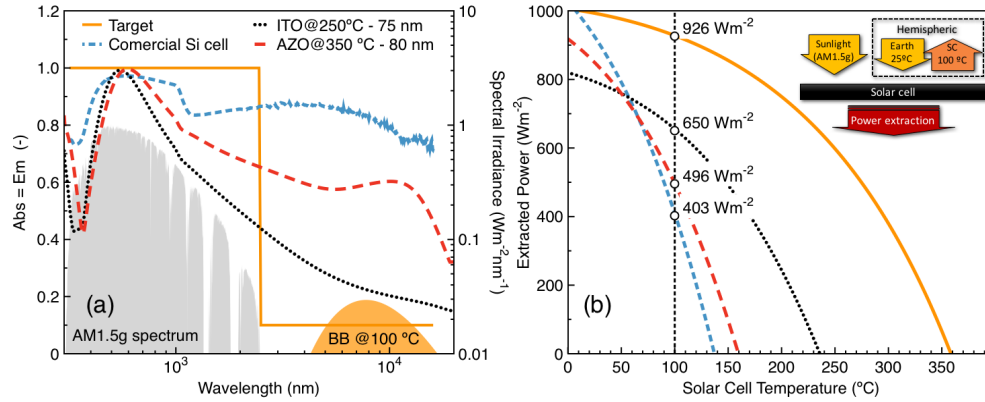 Target
Comercial Si cell
ITO@250ºC - 75 nm
AZO@350 ºC - 80 nm
1.2
1.0
0.8
0.6
0.4
0.2
0
Abs = Em (-)
(a)
AM1.5g spectrum
BB @100 ºC
10³
10⁴
Wavelength (nm)
10
1
0.1
0.01
Spectral Irradiance (Wm⁻²nm⁻¹)
1000
800
600
400
200
0
Extracted Power (Wm⁻²)
926 Wm⁻²
650 Wm⁻²
496 Wm⁻²
403 Wm⁻²
(b)
0
50
100
150
200
250
300
350
Solar Cell Temperature (ºC)
Hemispheric
Sunlight
(AM1.5g)
Earth
25ºC
SC
100 ºC
Solar cell
Power extraction